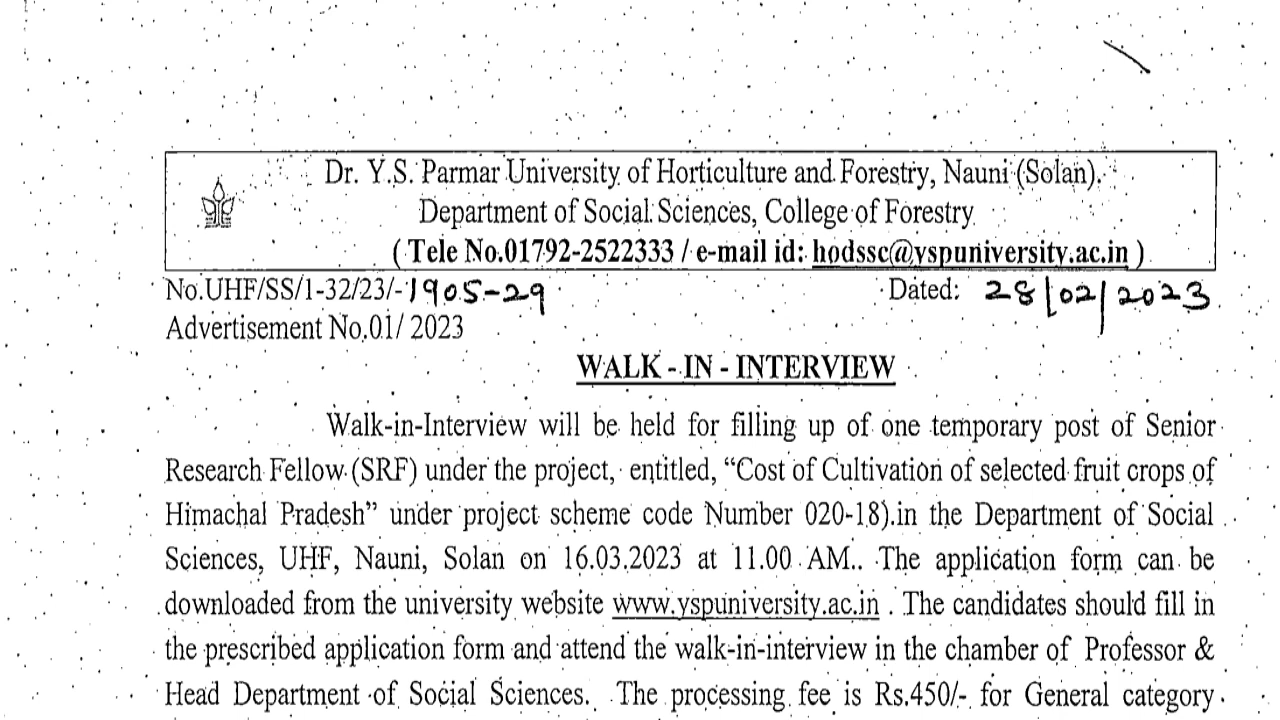 Dr. Y.S. Parmar University of Horticulture and Forestry, Nauni (Solan).
Department of Social Sciences, College of Forestry
( Tele No.01792-2522333 / e-mail id: hodssc@yspuniversity.ac.in )
No.UHF/SS/1-32/23/-1905-29 Dated: 28/02/2023
Advertisement No.01/ 2023
WALK - IN - INTERVIEW
Walk-in-Interview will be held for filling up of one temporary post of Senior
Research Fellow (SRF) under the project, entitled, “Cost of Cultivation of selected fruit crops of
Himachal Pradesh” under project scheme code Number 020-18).in the Department of Social
Sciences, UHF, Nauni, Solan on 16.03.2023 at 11.00 AM.. The application form can be
downloaded from the university website www.yspuniversity.ac.in . The candidates should fill in
the prescribed application form and attend the walk-in-interview in the chamber of Professor &
Head Department of Social Sciences. The processing fee is Rs.450/- for General category